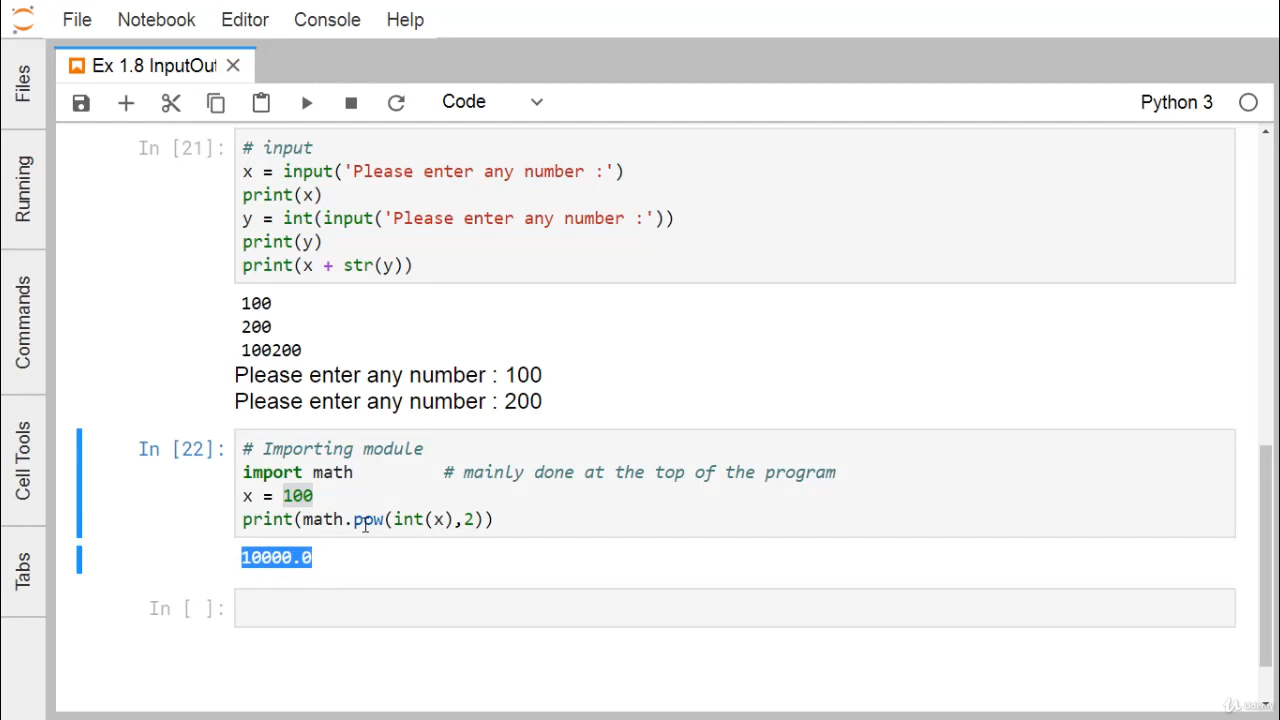 File Notebook Editor Console Help
Ex 1.8 InputOut
Code
Python 3
Files
Running
Commands
Cell Tools
Tabs
In [21]:
# input
x = input('Please enter any number :')
print(x)
y = int(input('Please enter any number :'))
print(y)
print(x + str(y))
100
200
100200
Please enter any number : 100
Please enter any number : 200
In [22]:
# Importing module
import math # mainly done at the top of the program
x = 100
print(math.pow(int(x),2))
10000.0
In [ ]:
Udemy